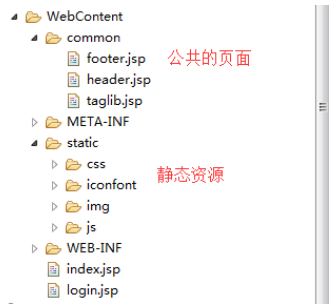 WebContent
common
footer.jsp 公共的页面
header.jsp
taglib.jsp
META-INF
static
css
iconfont 静态资源
img
js
WEB-INF
index.jsp
login.jsp